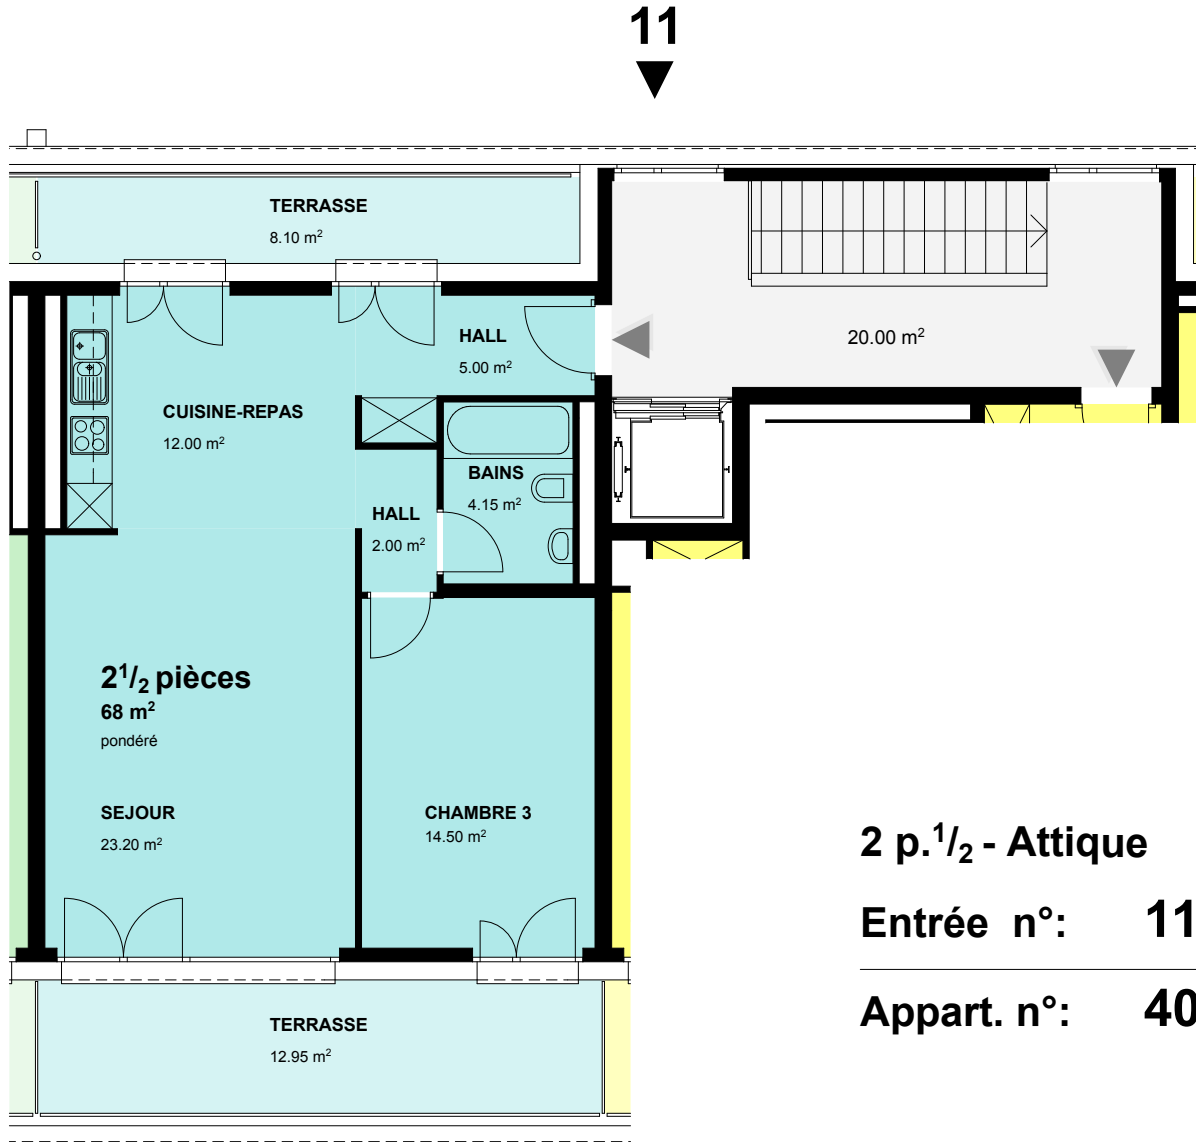 11
TERRASSE
8.10 m²
HALL
5.00 m²
20.00 m²
CUISINE-REPAS
12.00 m²
BAINS
4.15 m²
HALL
2.00 m²
2¹/₂ pièces
68 m²
pondéré
SEJOUR
23.20 m²
CHAMBRE 3
14.50 m²
2 p.¹/₂ - Attique
Entrée n°: 11
Appart. n°: 40
TERRASSE
12.95 m²